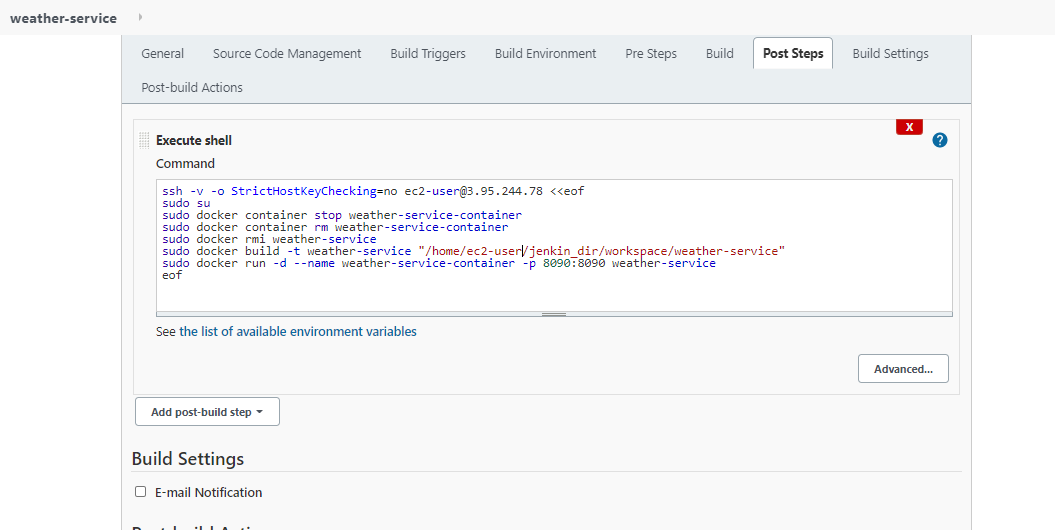 weather-service
General Source Code Management Build Triggers Build Environment Pre Steps Build Post Steps Build Settings
Post-build Actions
X
Execute shell
?
Command
ssh -v -o StrictHostKeyChecking=no ec2-user@3.95.244.78 <<eof
sudo su
sudo docker container stop weather-service-container
sudo docker container rm weather-service-container
sudo docker rmi weather-service
sudo docker build -t weather-service "/home/ec2-user/jenkin_dir/workspace/weather-service"
sudo docker run -d --name weather-service-container -p 8090:8090 weather-service
eof
See the list of available environment variables
Advanced...
Add post-build step
Build Settings
E-mail Notification